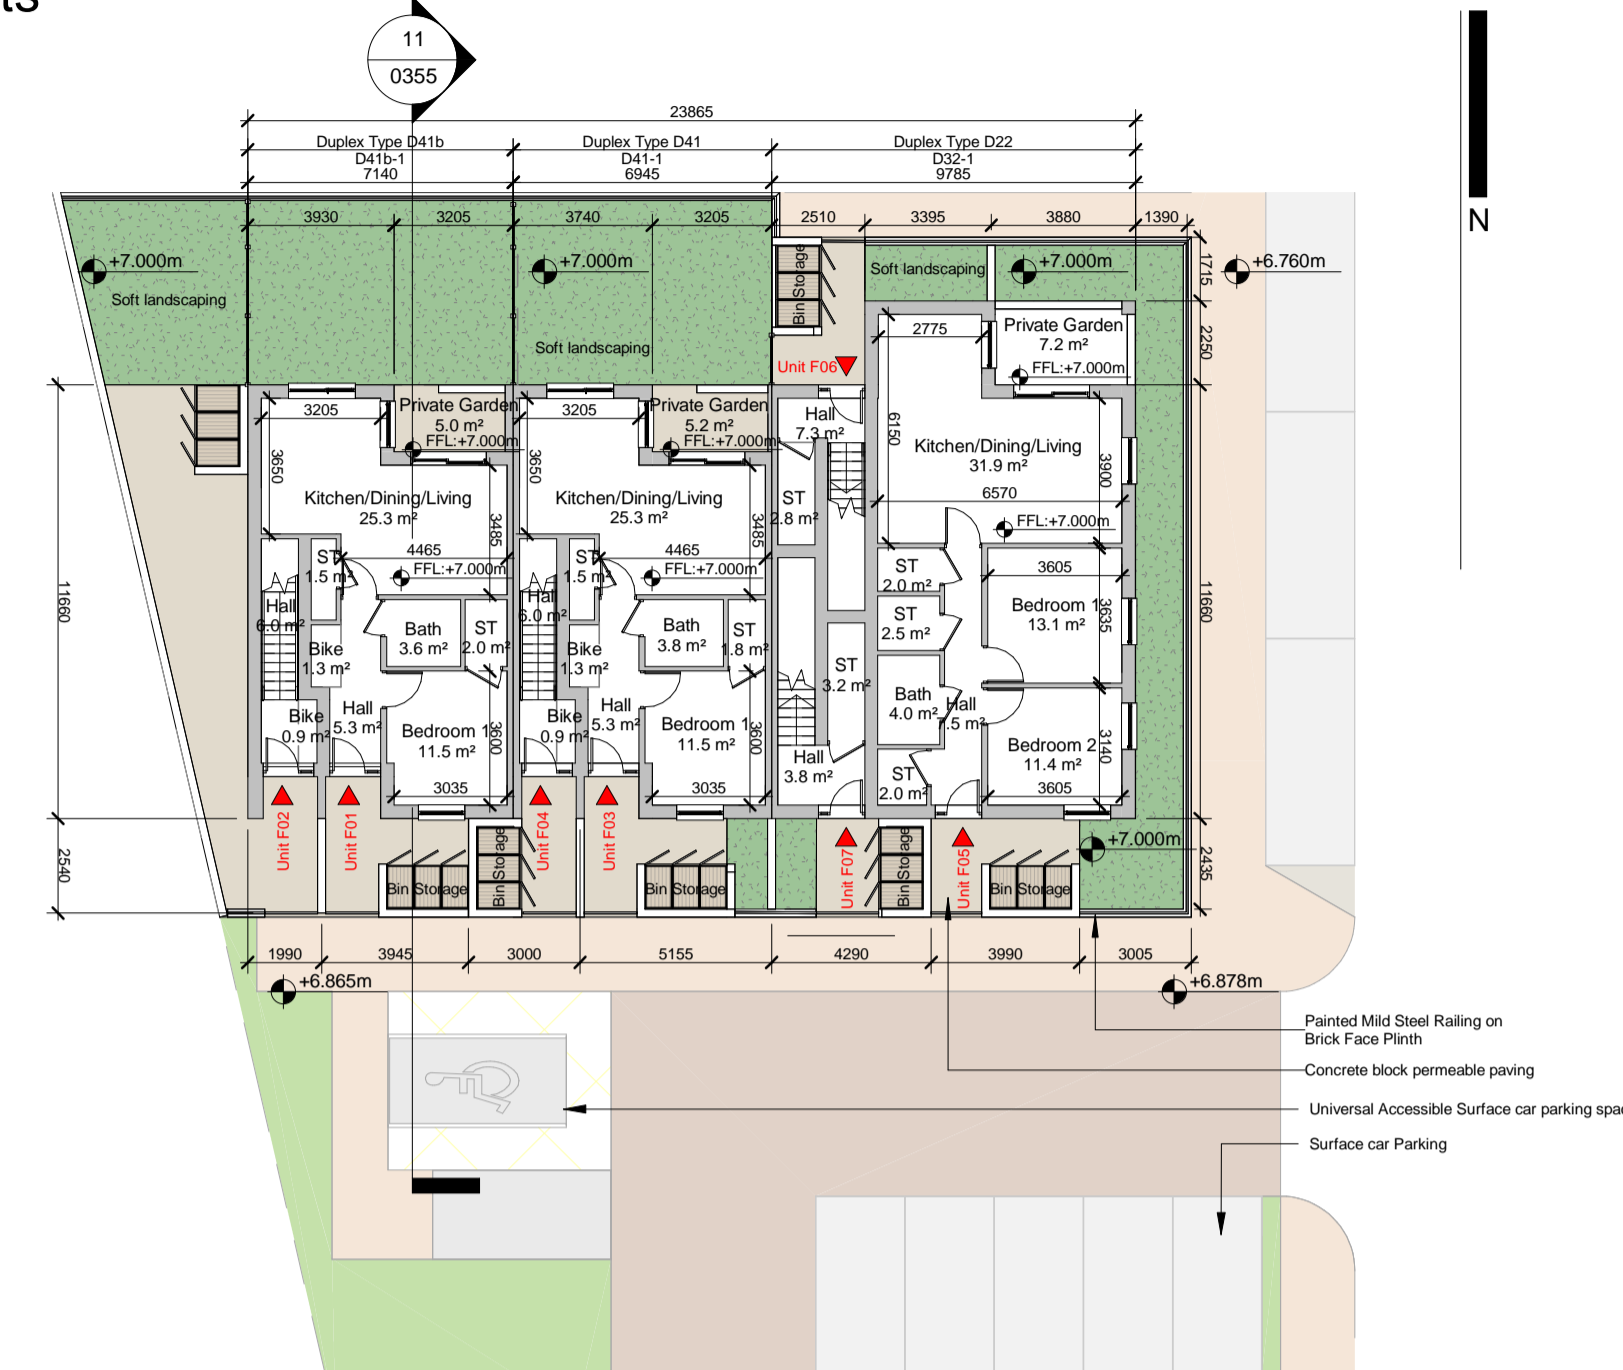 11
0355
23865
Duplex Type D41b
Duplex Type D41
Duplex Type D22
D41b-1
D41-1
D32-1
7140
6945
9785
3930
3205
3740
3205
2510
3395
3880
1390
+7.000m
+7.000m
+7.000m
+6.760m
Soft landscaping
Soft landscaping
Soft landscaping
Bin Storage
1715
2250
2775
Private Garden
7.2 m²
FFL:+7.000m
Unit F06
3205
Private Garden
5.0 m²
FFL:+7.000m
3205
Private Garden
5.2 m²
FFL:+7.000m
Hall
7.3 m²
6150
Kitchen/Dining/Living
31.9 m²
3900
6570
FFL:+7.000m
3650
Kitchen/Dining/Living
25.3 m²
3485
4465
FFL:+7.000m
3650
Kitchen/Dining/Living
25.3 m²
3485
4465
FFL:+7.000m
ST
2.8 m²
ST
1.5 m²
ST
1.5 m²
ST
2.0 m²
3605
11660
11660
Hall
6.0 m²
Bath
3.6 m²
ST
2.0 m²
Hall
6.0 m²
Bath
3.8 m²
ST
1.8 m²
ST
2.5 m²
Bedroom 1
13.1 m²
3635
Bike
1.3 m²
Bike
1.3 m²
ST
3.2 m²
Bath
4.0 m²
Hall
.5 m²
Bike
0.9 m²
Hall
5.3 m²
Bedroom 1
11.5 m²
3600
Bike
0.9 m²
Hall
5.3 m²
Bedroom 1
11.5 m²
3600
Hall
3.8 m²
ST
2.0 m²
Bedroom 2
11.4 m²
3140
3035
3035
3605
2540
Unit F02
Unit F01
Bin Storage
Bin Storage
Unit F04
Unit F03
Bin Storage
Unit F07
Bin Storage
Unit F05
Bin Storage
+7.000m
2435
1990
3945
3000
5155
4290
3990
3005
+6.865m
+6.878m
N
Painted Mild Steel Railing on
Brick Face Plinth
Concrete block permeable paving
Universal Accessible Surface car parking spa
Surface car Parking